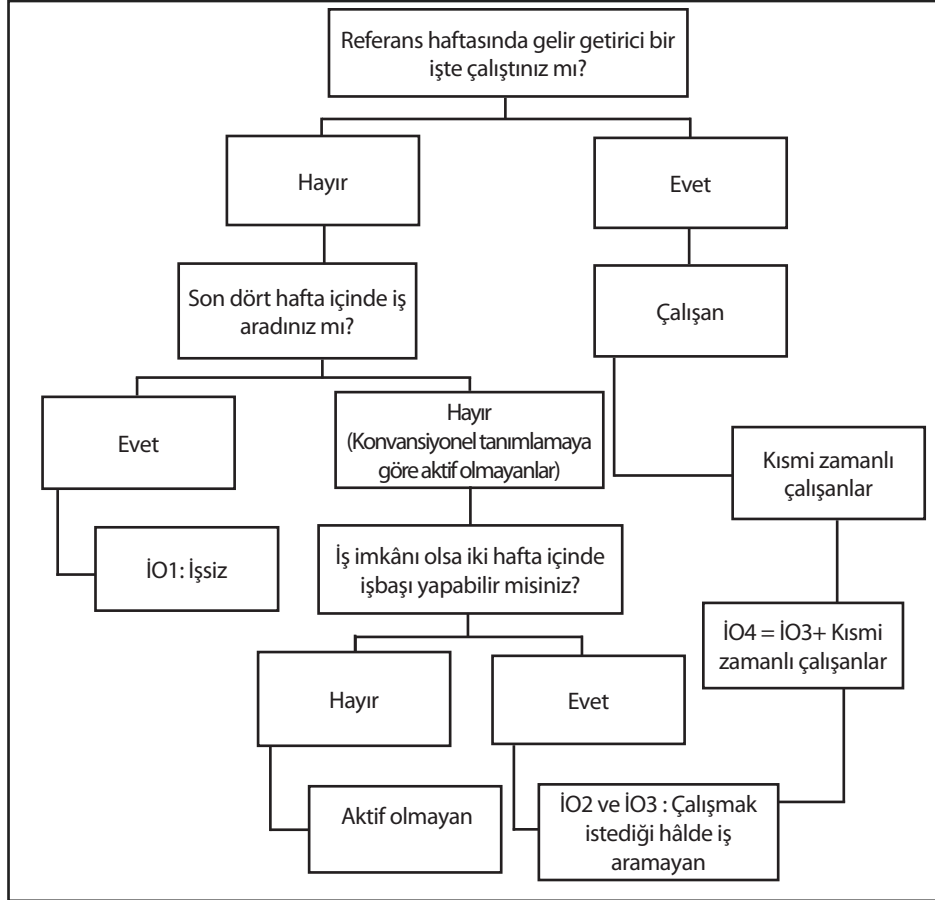 Referans haftasında gelir getirici bir
işte çalıştınız mı?
Hayır
Evet
Son dört hafta içinde iş
aradınız mı?
Çalışan
Evet
Hayır
(Konvansiyonel tanımlamaya
göre aktif olmayanlar)
Kısmi zamanlı
çalışanlar
İO1: İşsiz
İş imkânı olsa iki hafta içinde
işbaşı yapabilir misiniz?
İO4 = İO3+ Kısmi
zamanlı çalışanlar
Hayır
Evet
Aktif olmayan
İO2 ve İO3 : Çalışmak
istediği hâlde iş
aramayan